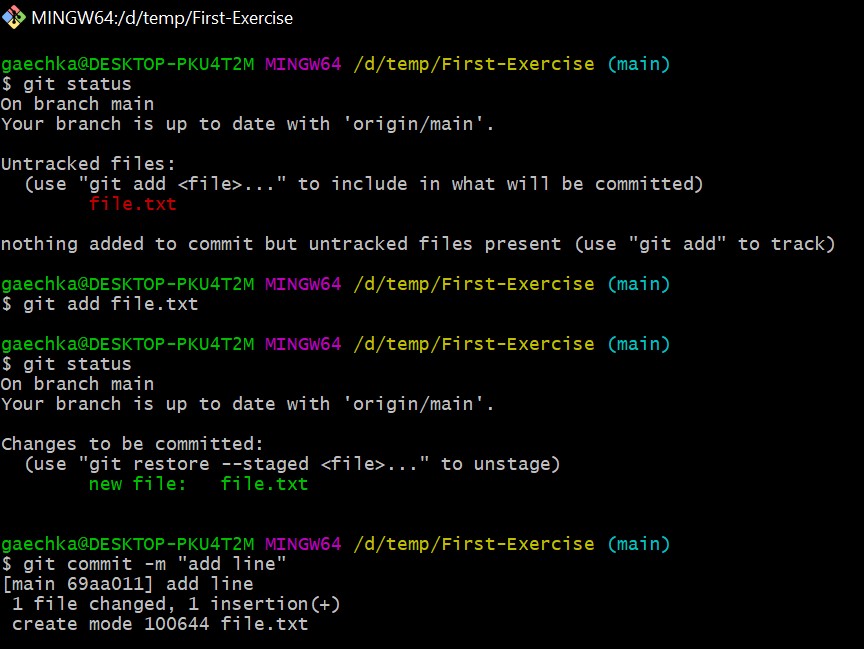 MINGW64:/d/temp/First-Exercise
gaechka@DESKTOP-PKU4T2M MINGW64 /d/temp/First-Exercise (main)
$ git status
On branch main
Your branch is up to date with 'origin/main'.
Untracked files:
  (use "git add <file>..." to include in what will be committed)
        file.txt
nothing added to commit but untracked files present (use "git add" to track)
gaechka@DESKTOP-PKU4T2M MINGW64 /d/temp/First-Exercise (main)
$ git add file.txt
gaechka@DESKTOP-PKU4T2M MINGW64 /d/temp/First-Exercise (main)
$ git status
On branch main
Your branch is up to date with 'origin/main'.
Changes to be committed:
  (use "git restore --staged <file>..." to unstage)
        new file:   file.txt
gaechka@DESKTOP-PKU4T2M MINGW64 /d/temp/First-Exercise (main)
$ git commit -m "add line"
[main 69aa011] add line
 1 file changed, 1 insertion(+)
 create mode 100644 file.txt